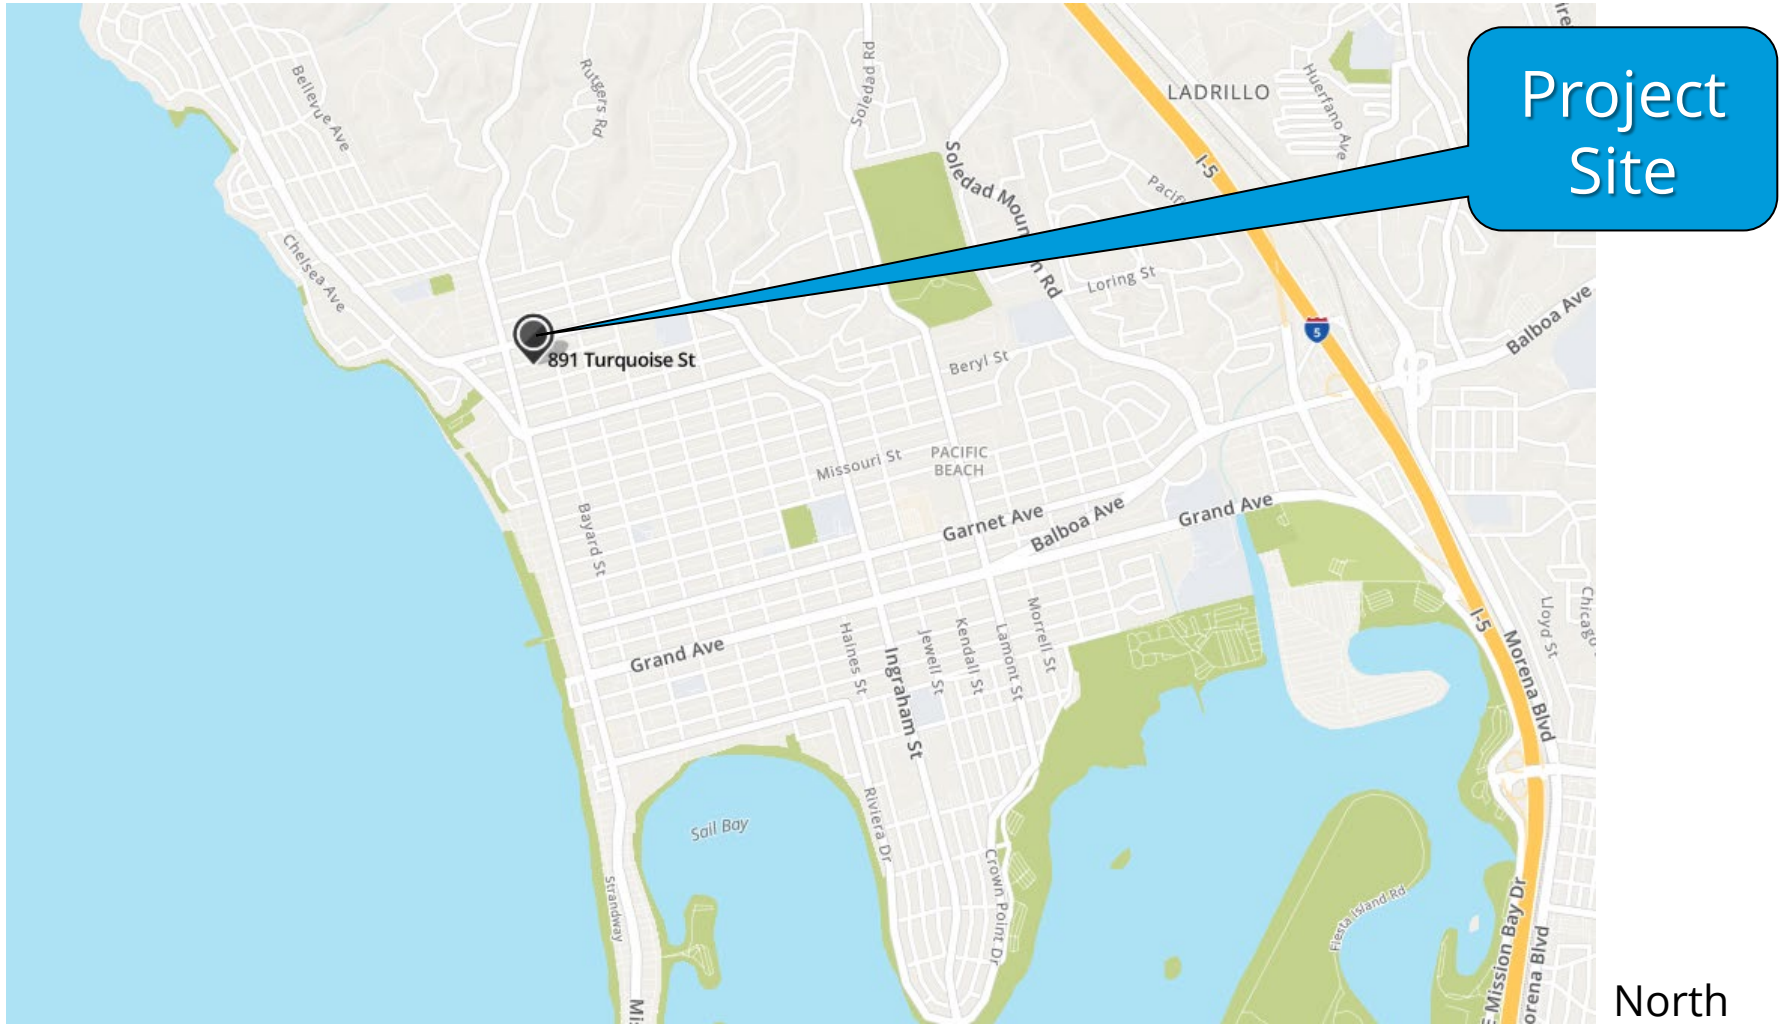 Project
Site
LADRILLO
Huerfano Ave
Bellevue Ave
Rutgers Rd
Soledad Rd
Soledad Mountain Rd
I-5
Chelsea Ave
Loring St
Balboa Ave
5
891 Turquoise St
Beryl St
Missouri St
PACIFIC
BEACH
Bayard St
Garnet Ave
Balboa Ave
Grand Ave
Grand Ave
Haines St
Ingraham St
Jewell St
Kendall St
Lamont St
Morrell St
I-5
Morena Blvd
Lloyd St
Chicago
Sail Bay
Riviera Dr
Crown Point Dr
Strandway
Fiesta Island Rd
E Mission Bay Dr
Morena Blvd
North